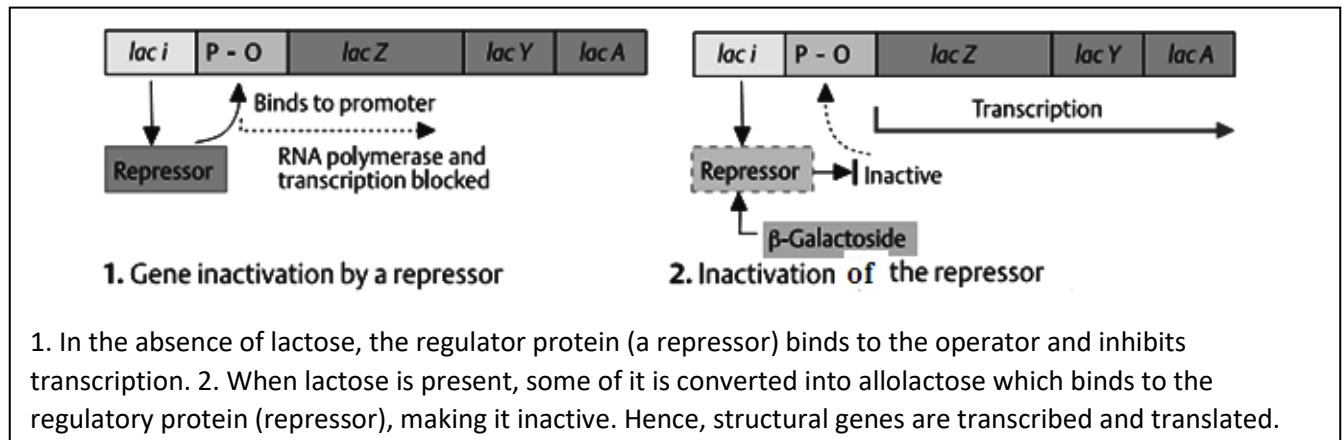 lac i P - O lac Z lac Y lac A
Binds to promoter
Repressor
RNA polymerase and
transcription blocked
1. Gene inactivation by a repressor
lac i P - O lac Z lac Y lac A
Transcription
Repressor
Inactive
β-Galactoside
2. Inactivation of the repressor
1. In the absence of lactose, the regulator protein (a repressor) binds to the operator and inhibits
transcription. 2. When lactose is present, some of it is converted into allolactose which binds to the
regulatory protein (repressor), making it inactive. Hence, structural genes are transcribed and translated.